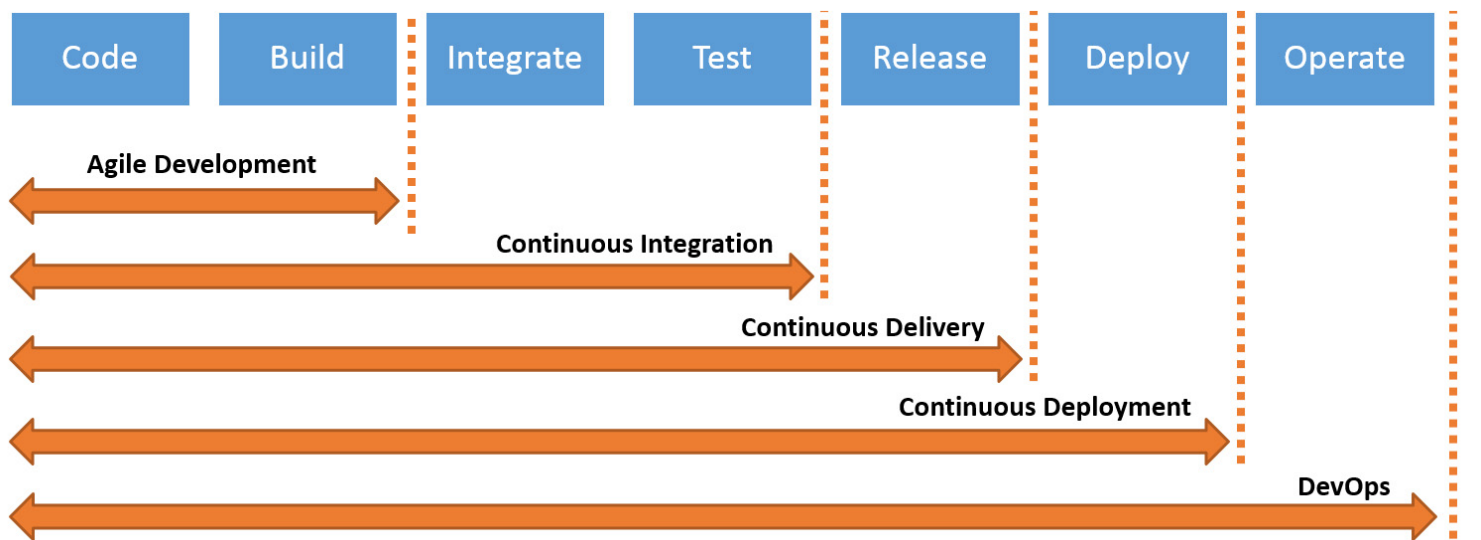 Code
Build
Integrate
Test
Release
Deploy
Operate
Agile Development
Continuous Integration
Continuous Delivery
Continuous Deployment
DevOps